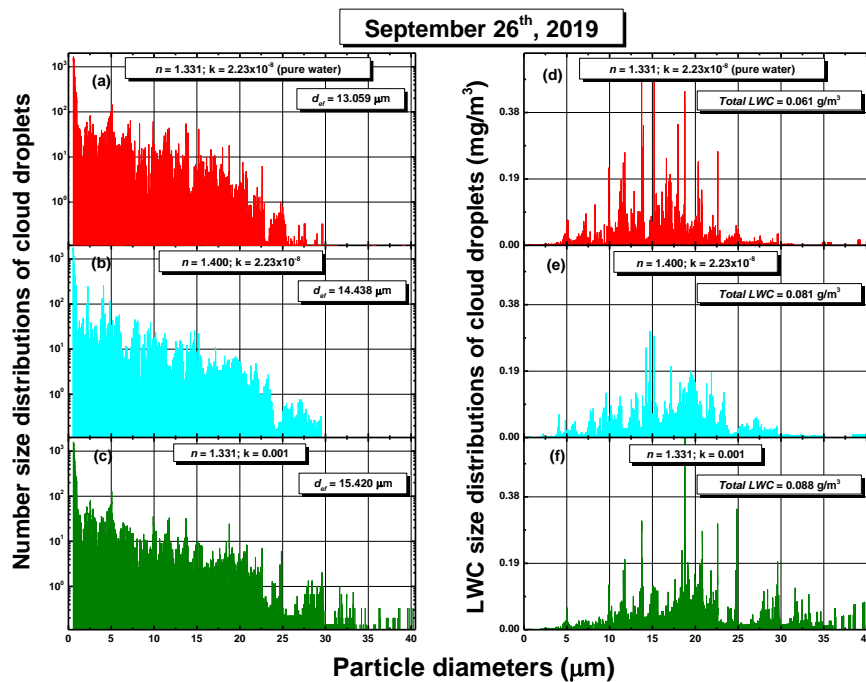 September 26th, 2019
Number size distributions of cloud droplets
(a)
n = 1.331; k = 2.23x10-8 (pure water)
def = 13.059 µm
10³
10²
10¹
10⁰
(b)
n = 1.400; k = 2.23x10-8
def = 14.438 µm
10³
10²
10¹
10⁰
(c)
n = 1.331; k = 0.001
def = 15.420 µm
10³
10²
10¹
10⁰
0 5 10 15 20 25 30 35 40
LWC size distributions of cloud droplets (mg/m³)
(d)
n = 1.331; k = 2.23x10-8 (pure water)
Total LWC = 0.061 g/m³
0.48
0.38
0.19
0.00
(e)
n = 1.400; k = 2.23x10-8
Total LWC = 0.081 g/m³
0.38
0.19
0.00
(f)
n = 1.331; k = 0.001
Total LWC = 0.088 g/m³
0.38
0.19
0.00
0 5 10 15 20 25 30 35 40
Particle diameters (µm)